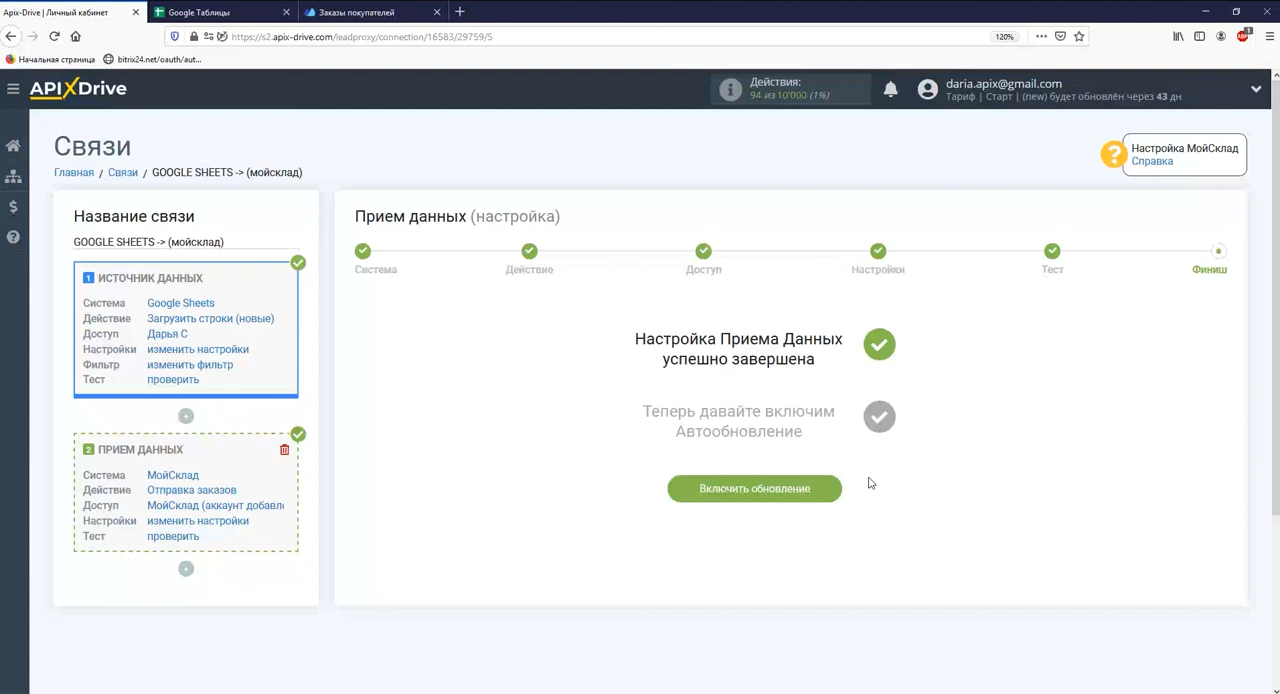 Apix-Drive | Личный кабинет
Google Таблицы
Заказы покупателей
https://s2.apix-drive.com/leadproxy/connection/16583/29759/5
120%
Начальная страница
bitrix24.net/oauth/aut...
APIXDrive
Действия:
94 из 10'000 (1%)
daria.apix@gmail.com
Тариф | Старт | (new) будет обновлён через 43 дн
Связи
Главная / Связи / GOOGLE SHEETS -> (мойсклад)
Настройка МойСклад
Справка
Название связи
GOOGLE SHEETS -> (мойсклад)
1 ИСТОЧНИК ДАННЫХ
Система Google Sheets
Действие Загрузить строки (новые)
Доступ Дарья С
Настройки изменить настройки
Фильтр изменить фильтр
Тест проверить
2 ПРИЕМ ДАННЫХ
Система МойСклад
Действие Отправка заказов
Доступ МойСклад (аккаунт добавл
Настройки изменить настройки
Тест проверить
Прием данных (настройка)
Система
Действие
Доступ
Настройки
Тест
Финиш
Настройка Приема Данных
успешно завершена
Теперь давайте включим
Автообновление
Включить обновление